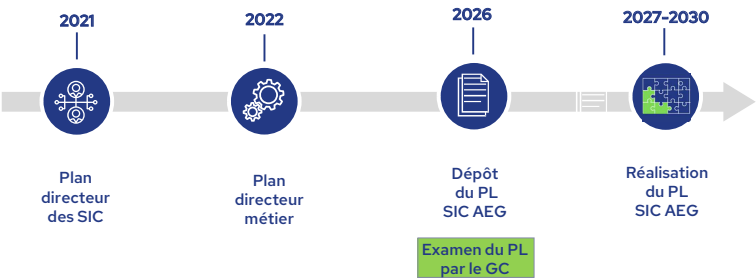 2021
2022
2026
2027-2030
Plan
directeur
des SIC
Plan
directeur
métier
Dépôt
du PL
SIC AEG
Réalisation
du PL
SIC AEG
Examen du PL
par le GC